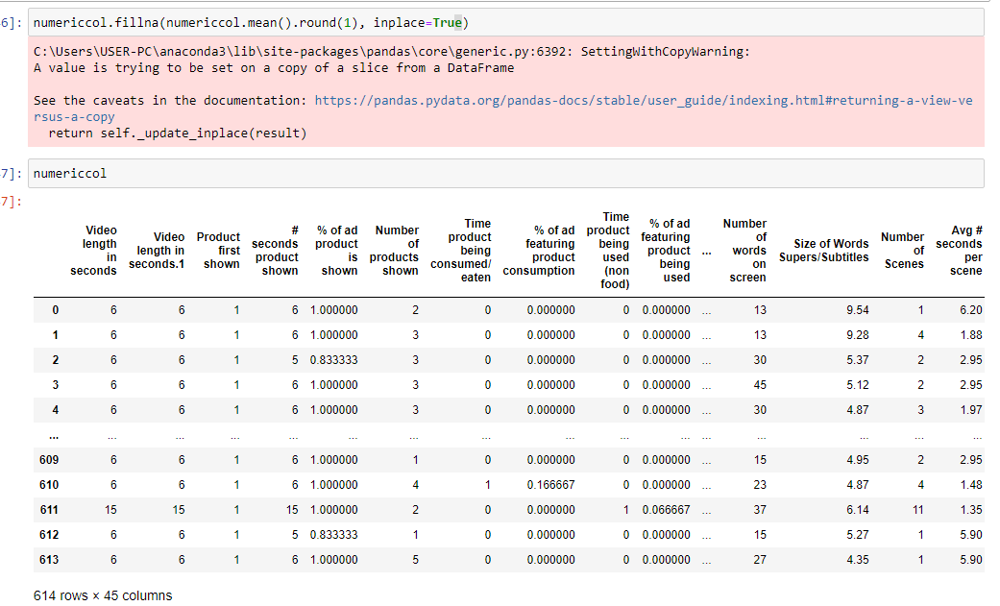 6]: numericcol.fillna(numericcol.mean().round(1), inplace=True)
C:\Users\USER-PC\anaconda3\lib\site-packages\pandas\core\generic.py:6392: SettingWithCopyWarning:
A value is trying to be set on a copy of a slice from a DataFrame
See the caveats in the documentation: https://pandas.pydata.org/pandas-docs/stable/user_guide/indexing.html#returning-a-view-ve
rsus-a-copy
return self._update_inplace(result)
7]: numericcol
7]:
Video length in seconds Video length in seconds.1 Product first shown # seconds product shown % of ad product is shown Number of products shown Time product being consumed/ eaten % of ad featuring product consumption Time product being used (non food) % of ad featuring product being used ... Number of words on screen Size of Words Supers/Subtitles Number of Scenes Avg # seconds per scene
0 6 6 1 6 1.000000 2 0 0.000000 0 0.000000 ... 13 9.54 1 6.20
1 6 6 1 6 1.000000 3 0 0.000000 0 0.000000 ... 13 9.28 4 1.88
2 6 6 1 5 0.833333 3 0 0.000000 0 0.000000 ... 30 5.37 2 2.95
3 6 6 1 6 1.000000 3 0 0.000000 0 0.000000 ... 45 5.12 2 2.95
4 6 6 1 6 1.000000 3 0 0.000000 0 0.000000 ... 30 4.87 3 1.97
... ... ... ... ... ... ... ... ... ... ... ... ... ... ... ...
609 6 6 1 6 1.000000 1 0 0.000000 0 0.000000 ... 15 4.95 2 2.95
610 6 6 1 6 1.000000 4 1 0.166667 0 0.000000 ... 23 4.87 4 1.48
611 15 15 1 15 1.000000 2 0 0.000000 1 0.066667 ... 37 6.14 11 1.35
612 6 6 1 5 0.833333 1 0 0.000000 0 0.000000 ... 15 5.27 1 5.90
613 6 6 1 6 1.000000 5 0 0.000000 0 0.000000 ... 27 4.35 1 5.90
614 rows × 45 columns